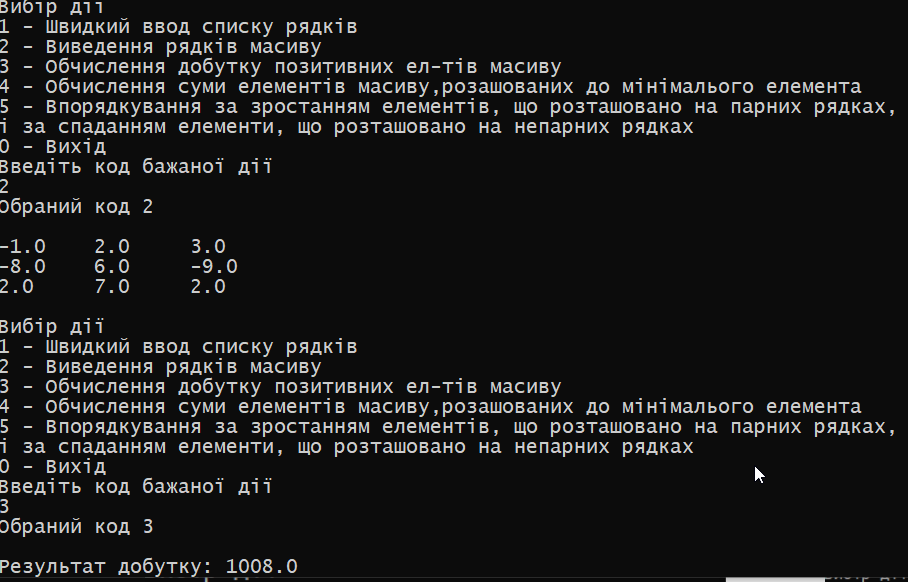 Вибір дії
1 – Швидкий ввод списку рядків
2 – Виведення рядків масиву
3 – Обчислення добутку позитивних ел-тів масиву
4 – Обчислення суми елементів масиву,розашованих до мінімалього елемента
5 – Впорядкування за зростанням елементів, що розташовано на парних рядках,
і за спаданням елементи, що розташовано на непарних рядках
0 – Вихід
Введіть код бажаної дії
2
Обраний код 2
-1.0 2.0 3.0
-8.0 6.0 -9.0
2.0 7.0 2.0
Вибір дії
1 – Швидкий ввод списку рядків
2 – Виведення рядків масиву
3 – Обчислення добутку позитивних ел-тів масиву
4 – Обчислення суми елементів масиву,розашованих до мінімалього елемента
5 – Впорядкування за зростанням елементів, що розташовано на парних рядках,
і за спаданням елементи, що розташовано на непарних рядках
0 – Вихід
Введіть код бажаної дії
3
Обраний код 3
Результат добутку: 1008.0